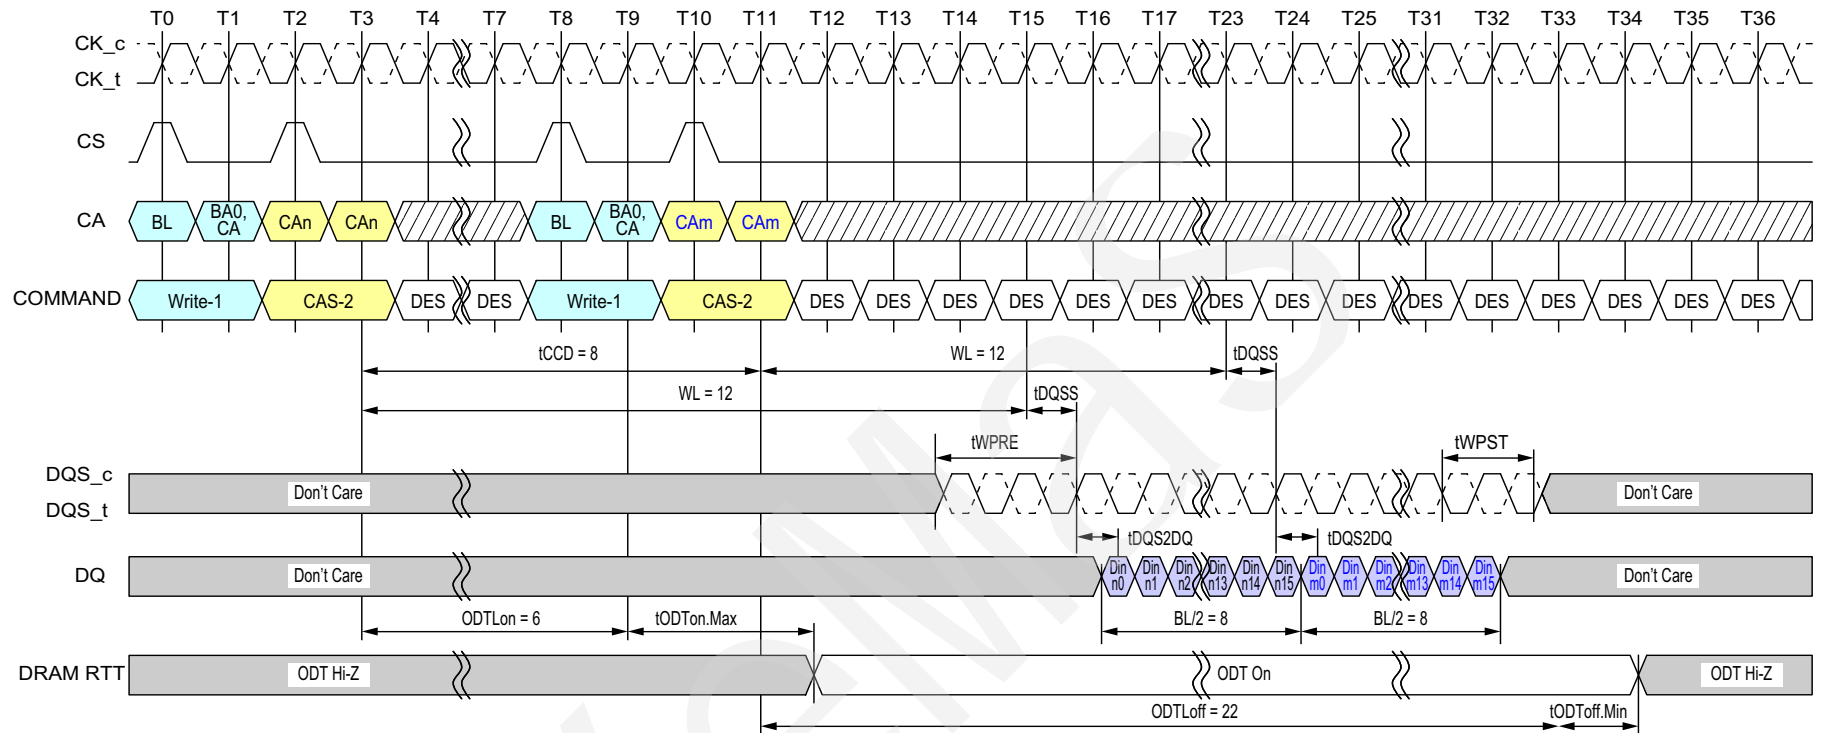 T0 T1 T2 T3 T4 T7 T8 T9 T10 T11 T12 T13 T14 T15 T16 T17 T23 T24 T25 T31 T32 T33 T34 T35 T36
CK_c
CK_t
CS
CA BL BA0, CA CAn CAn BL BA0, CA CAm CAm
COMMAND Write-1 CAS-2 DES DES Write-1 CAS-2 DES DES DES DES DES DES DES DES DES DES DES DES DES DES DES
tCCD = 8 WL = 12 tDQSS
WL = 12 tDQSS
tWPRE tWPST
DQS_c
DQS_t
Don't Care Don't Care
tDQS2DQ tDQS2DQ
DQ Don't Care Din n0 Din n1 Din n2 Din n13 Din n14 Din n15 Din m0 Din m1 Din m2 Din m13 Din m14 Din m15 Don't Care
ODTLon = 6 tODTon.Max BL/2 = 8 BL/2 = 8
DRAM RTT ODT Hi-Z ODT On ODT Hi-Z
ODTLoff = 22 tODToff.Min